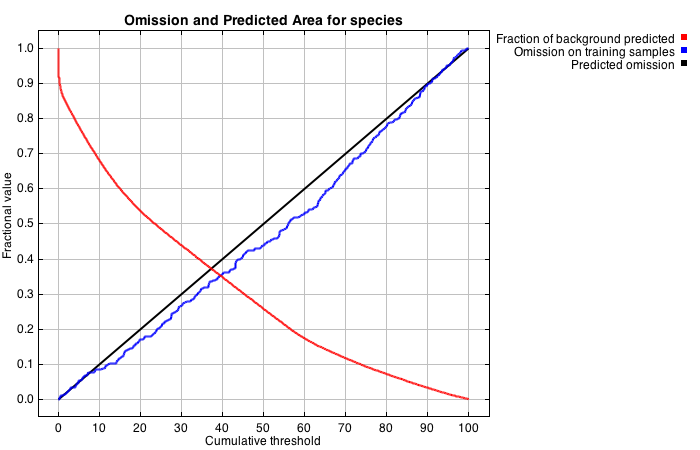 Omission and Predicted Area for species
Fraction of background predicted
Omission on training samples
Predicted omission
Fractional value
1.0
0.9
0.8
0.7
0.6
0.5
0.4
0.3
0.2
0.1
0.0
0 10 20 30 40 50 60 70 80 90 100
Cumulative threshold